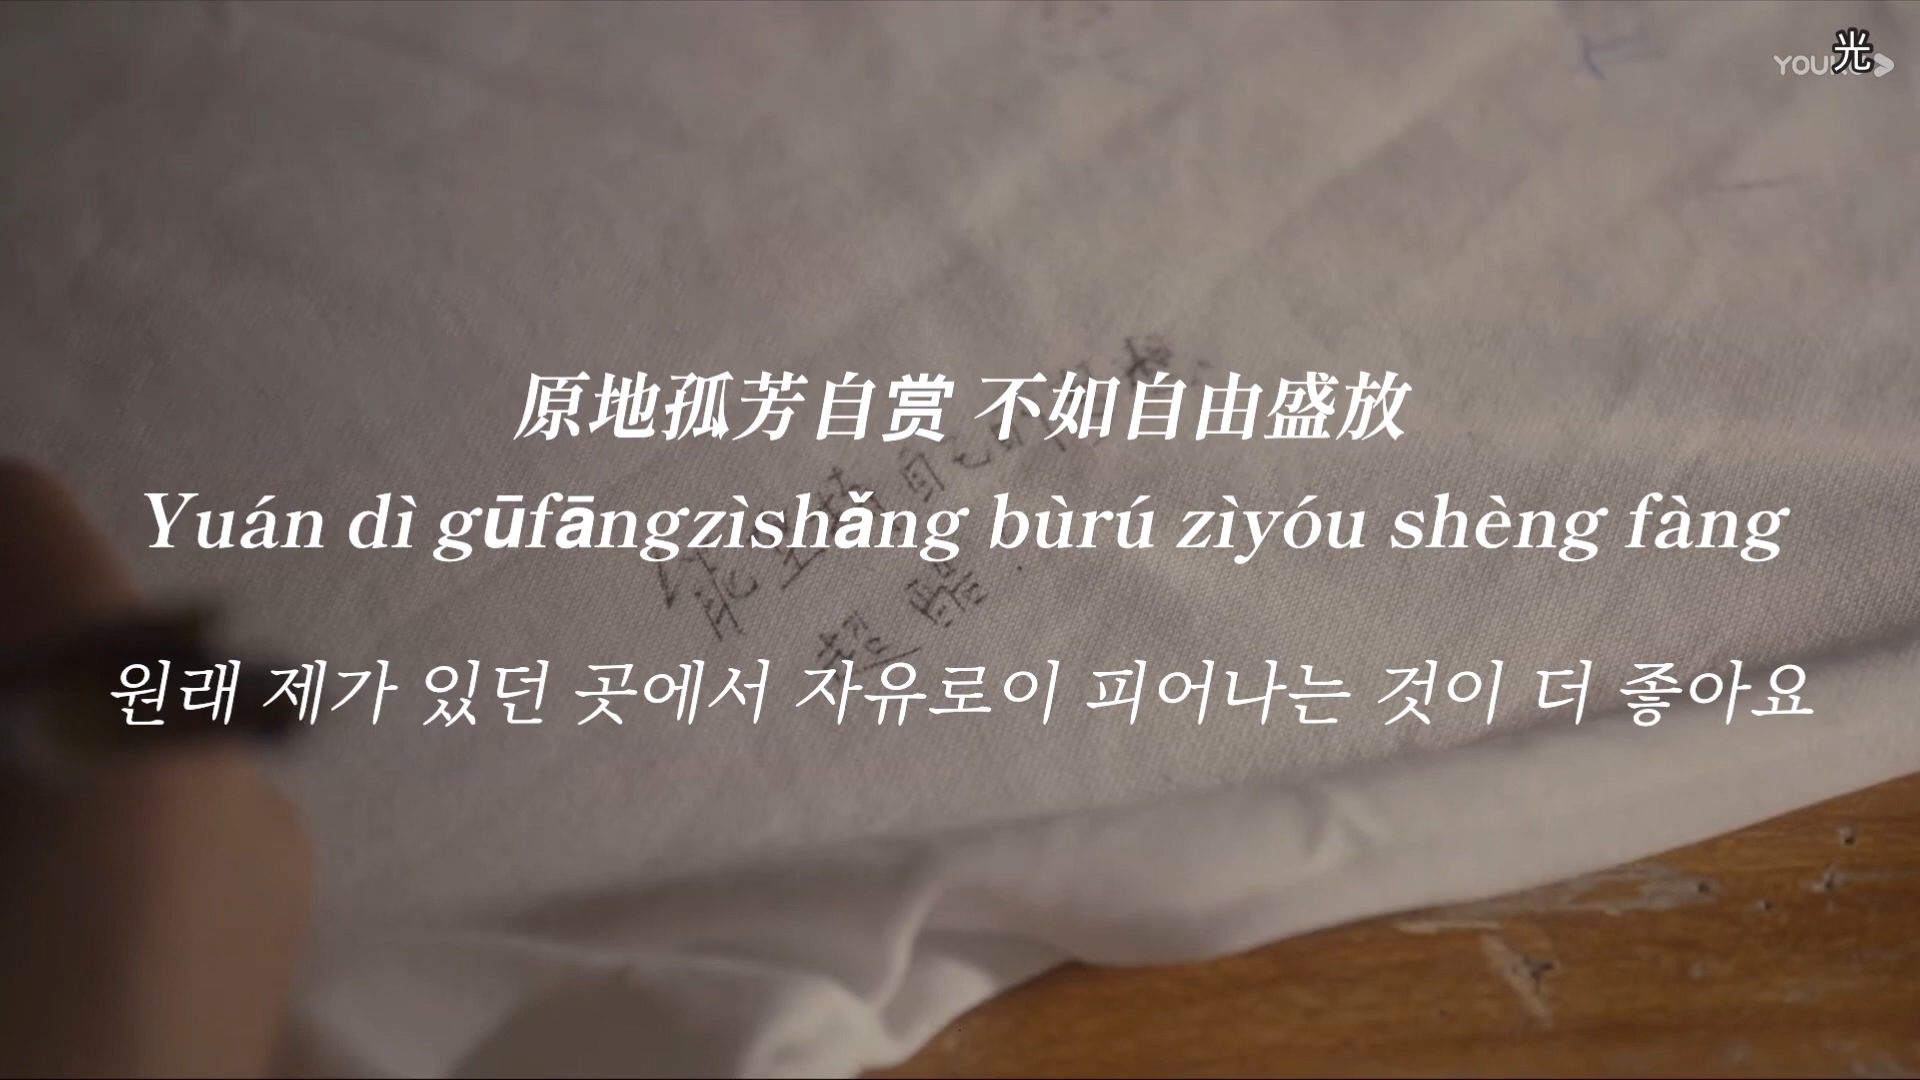 光
原地孤芳自赏 不如自由盛放
Yuán dì gūfāngzìshǎng bùrú zìyóu shèng fàng
원래 제가 있던 곳에서 자유로이 피어나는 것이 더 좋아요